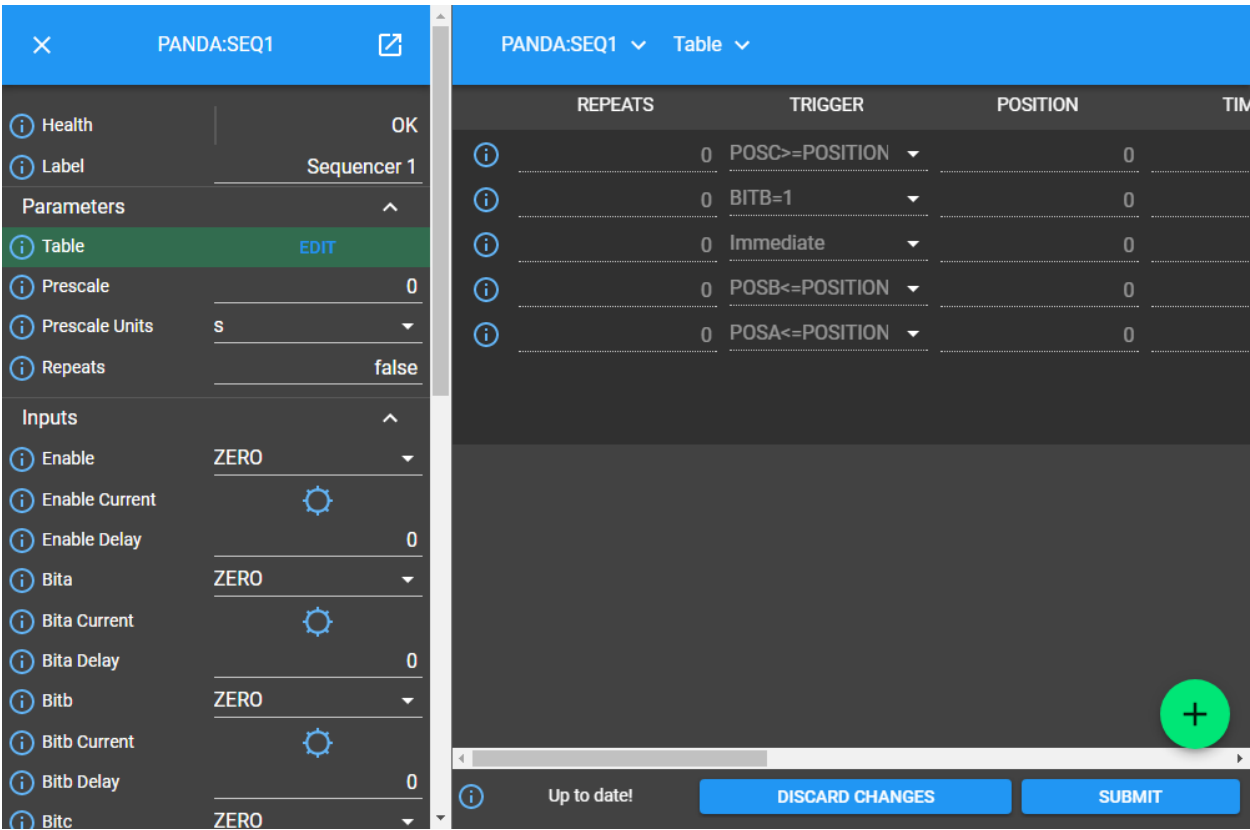 PANDA:SEQ1
Health OK
Label Sequencer 1
Parameters
Table EDIT
Prescale 0
Prescale Units s
Repeats false
Inputs
Enable ZERO
Enable Current
Enable Delay 0
Bita ZERO
Bita Current
Bita Delay 0
Bitb ZERO
Bitb Current
Bitb Delay 0
Bitc ZERO
PANDA:SEQ1 Table
REPEATS TRIGGER POSITION TIM
0 POSC>=POSITION 0
0 BITB=1 0
0 Immediate 0
0 POSB<=POSITION 0
0 POSA<=POSITION 0
Up to date! DISCARD CHANGES SUBMIT